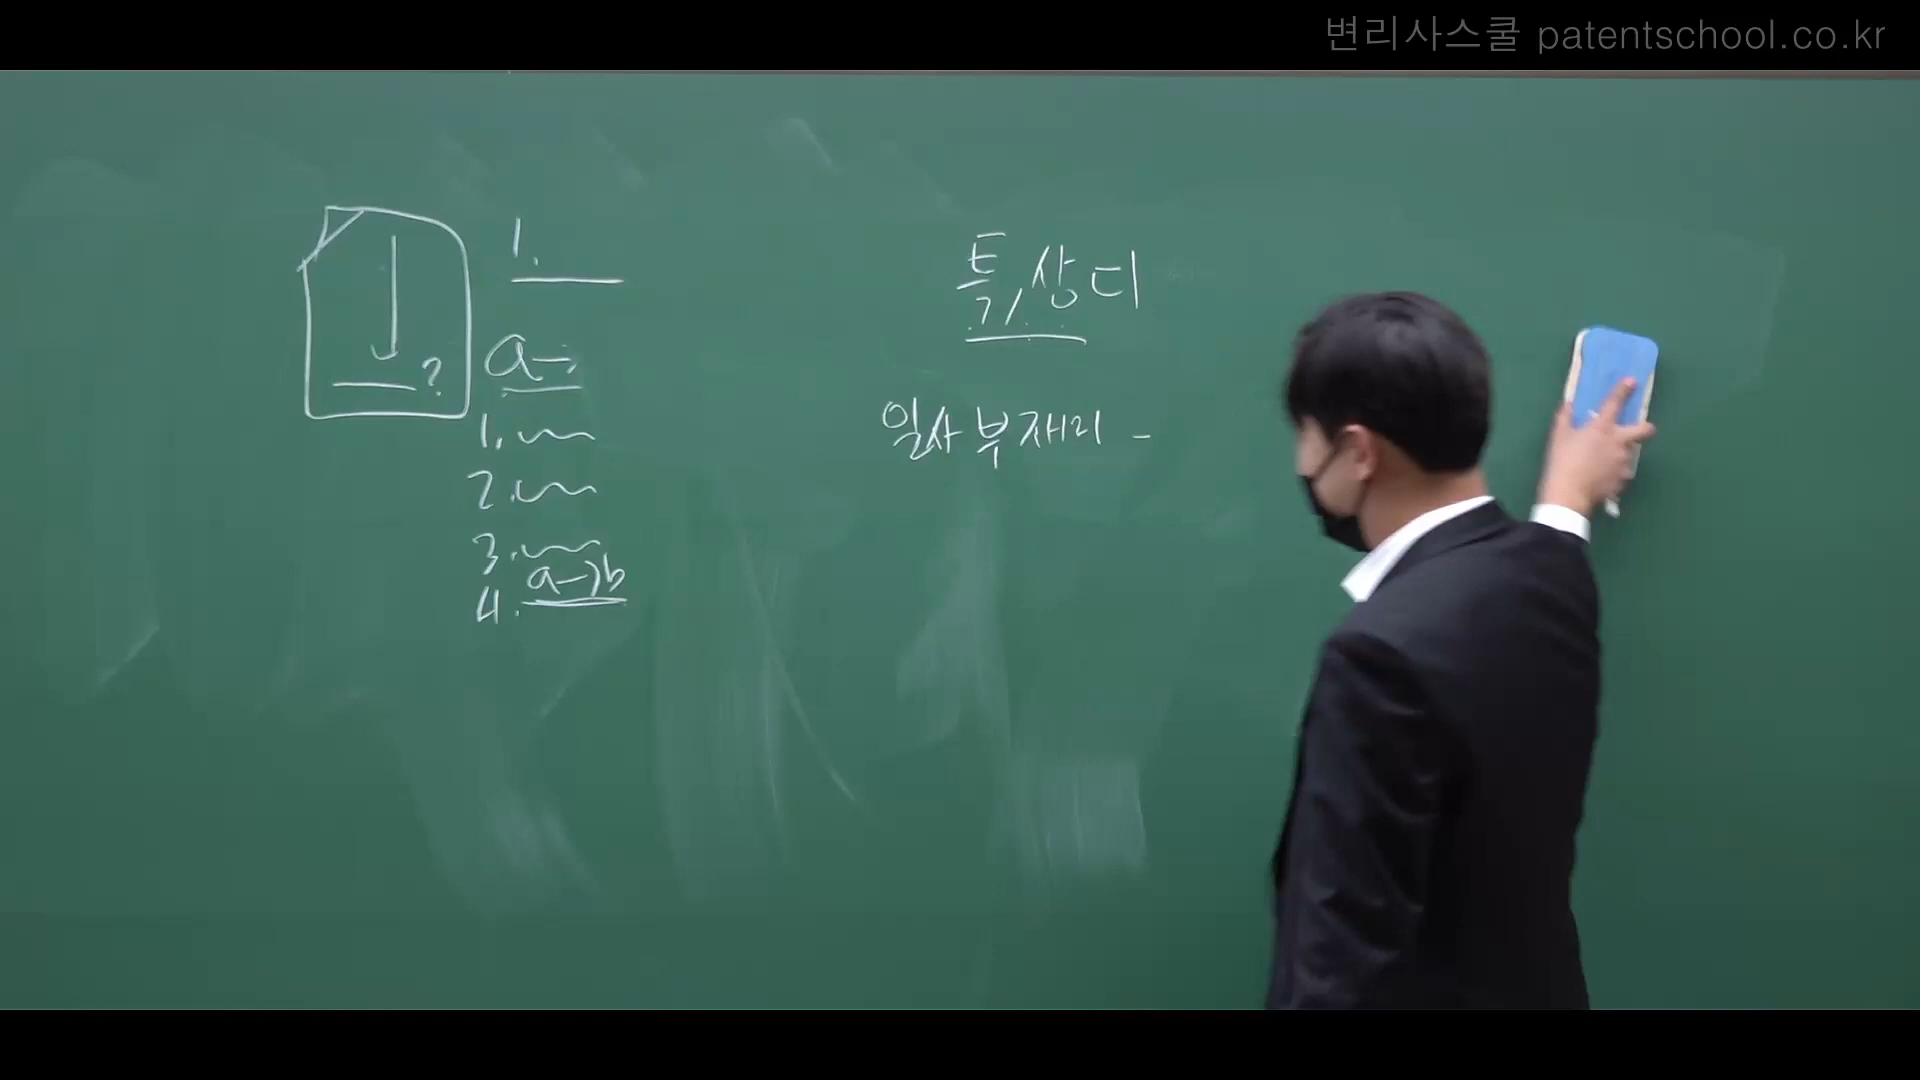 변리사스쿨 patentschool.co.kr
?
1.
a→
1.
2.
3.
a→b
4.
특/상디
일사부재리 -